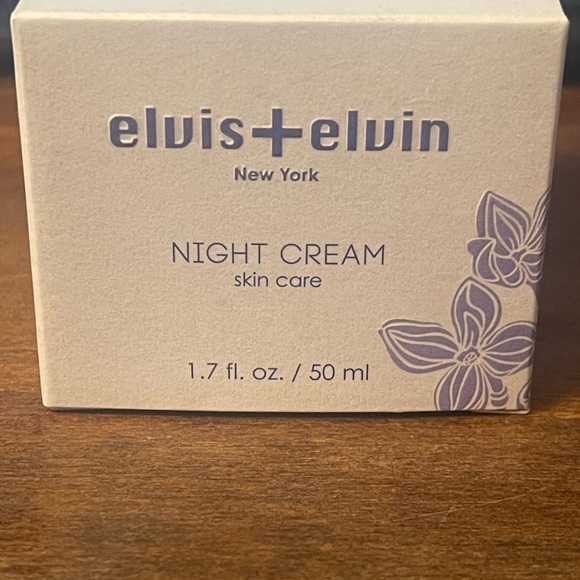 elvis+elvin
New York
NIGHT CREAM
skin care
1.7 fl. oz. / 50 ml